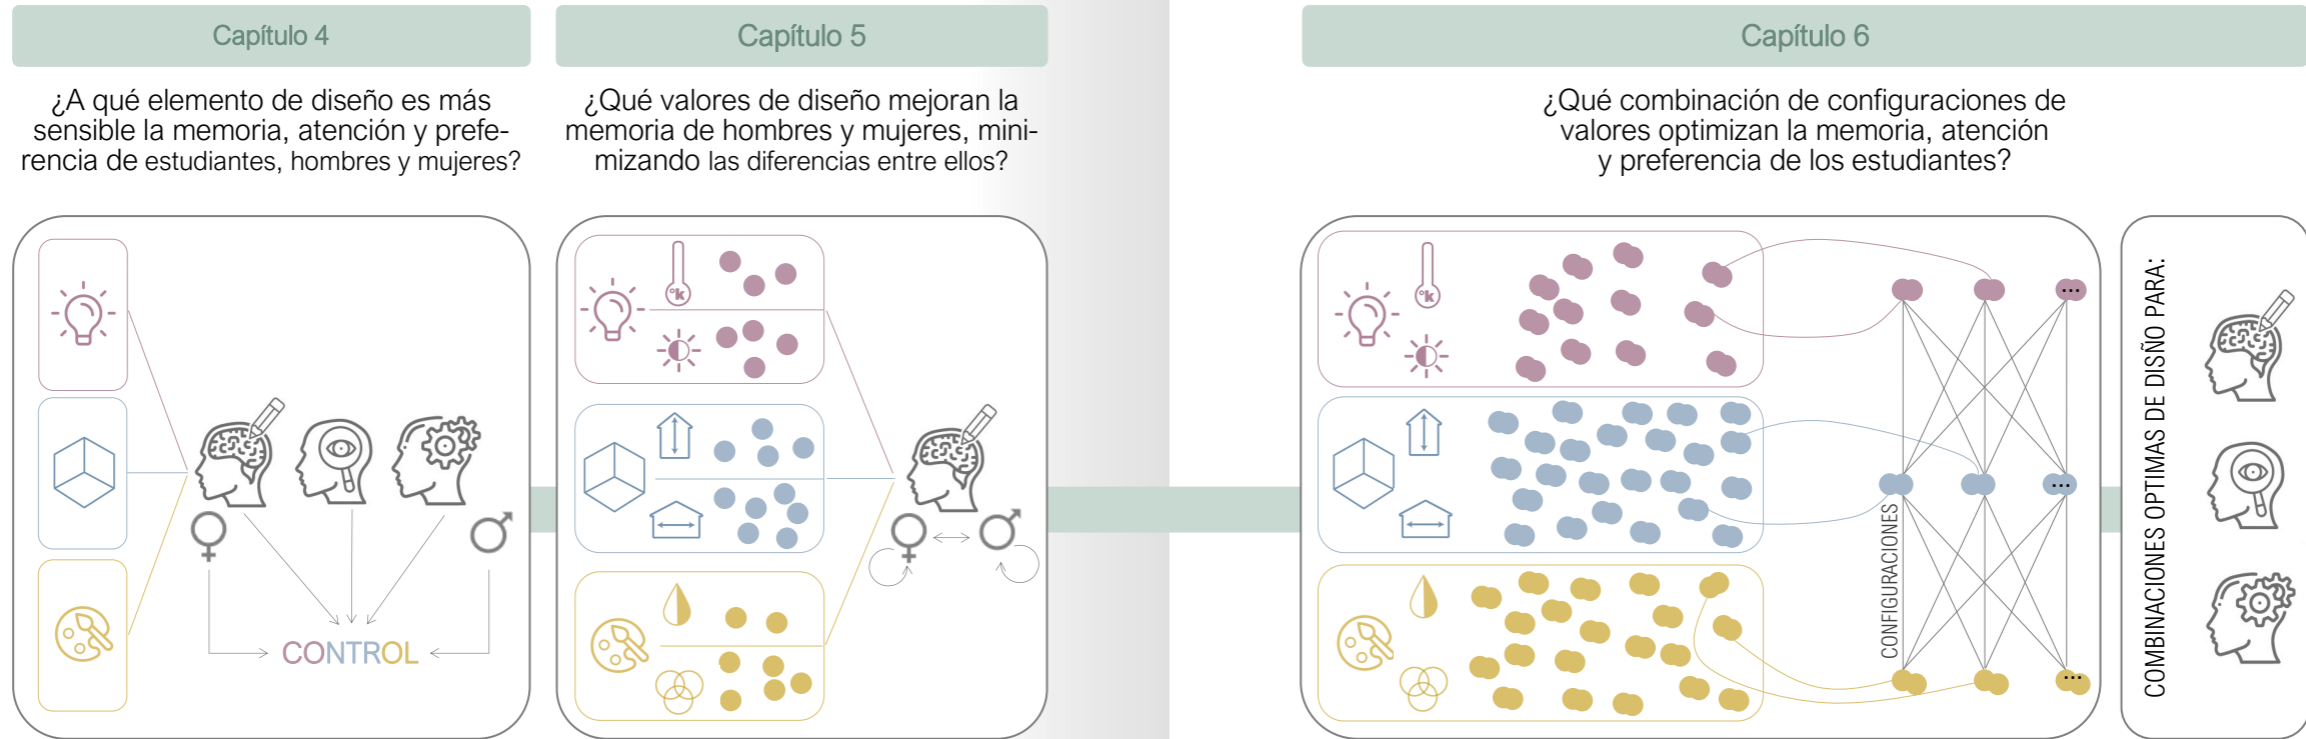 Capítulo 4
¿A qué elemento de diseño es más
sensible la memoria, atención y prefe-
rencia de estudiantes, hombres y mujeres?
CONTROL
Capítulo 5
¿Qué valores de diseño mejoran la
memoria de hombres y mujeres, mini-
mizando las diferencias entre ellos?
°k
Capítulo 6
¿Qué combinación de configuraciones de
valores optimizan la memoria, atención
y preferencia de los estudiantes?
°k
...
...
...
CONFIGURACIONES
COMBINACIONES OPTIMAS DE DISÑO PARA: